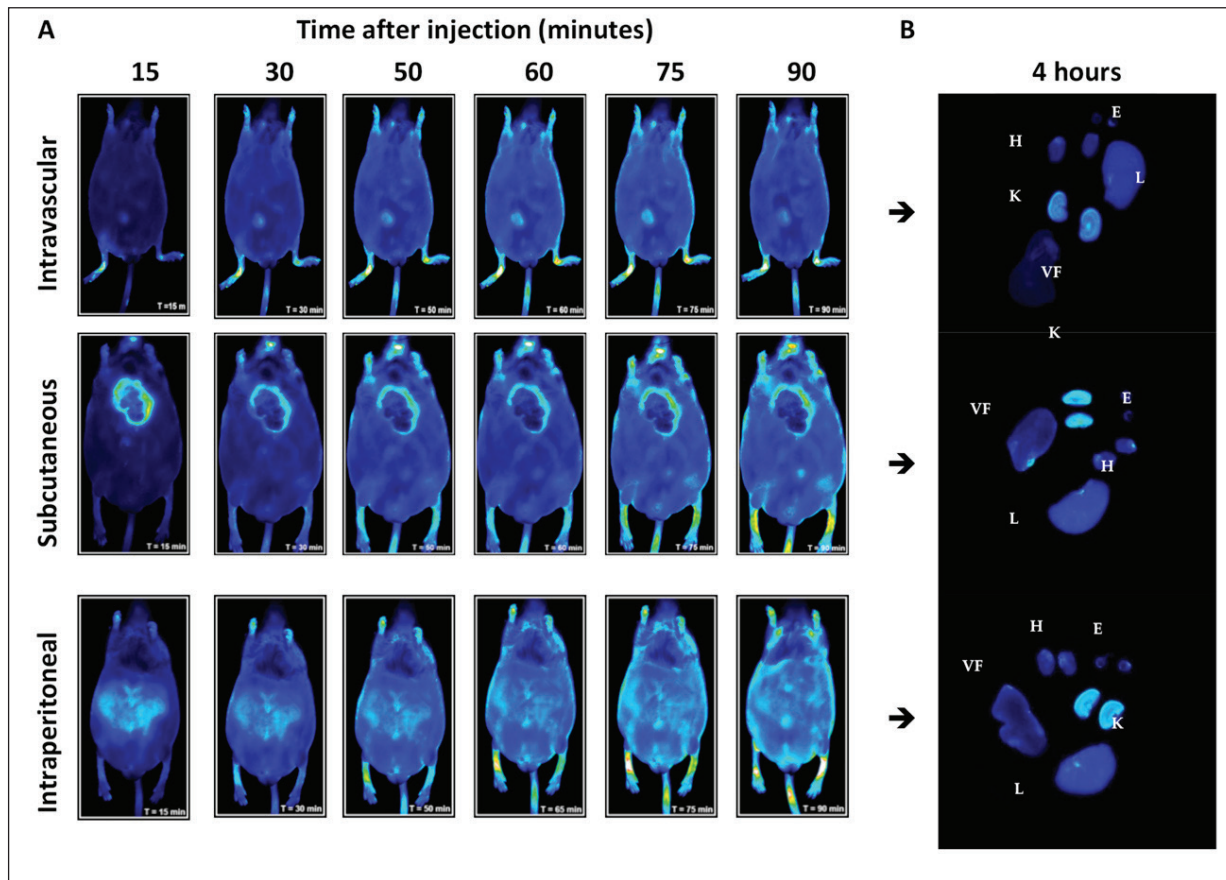 A
Time after injection (minutes)
B
15 30 50 60 75 90
4 hours
Intravascular
T =15 m
T = 30 min
T = 50 min
T = 60 min
T = 75 min
T = 90 min
E
H
L
K
VF
K
Subcutaneous
T = 15 min
T = 30 min
T = 50 min
T = 60 min
T = 75 min
T = 90 min
VF
E
H
L
Intraperitoneal
T = 15 min
T = 30 min
T = 50 min
T = 65 min
T = 75 min
T = 90 min
H E
VF
K
L